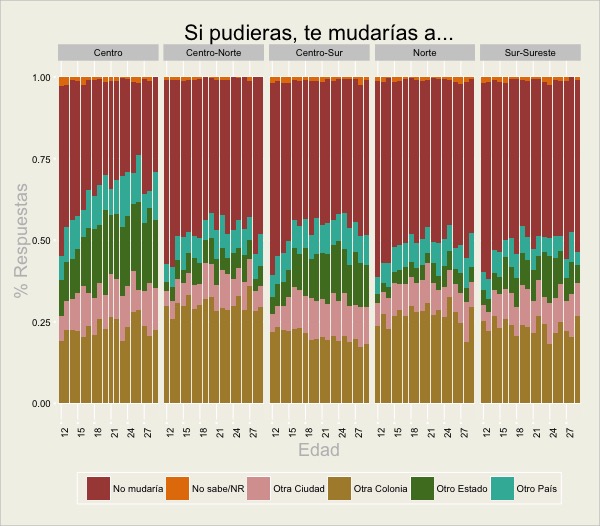 Si pudieras, te mudarías a...
Centro Centro-Norte Centro-Sur Norte Sur-Sureste
1.00
0.75
0.50
0.25
0.00
% Respuestas
12 15 18 21 24 27 12 15 18 21 24 27 12 15 18 21 24 27 12 15 18 21 24 27 12 15 18 21 24 27
Edad
No mudaría No sabe/NR Otra Ciudad Otra Colonia Otro Estado Otro País